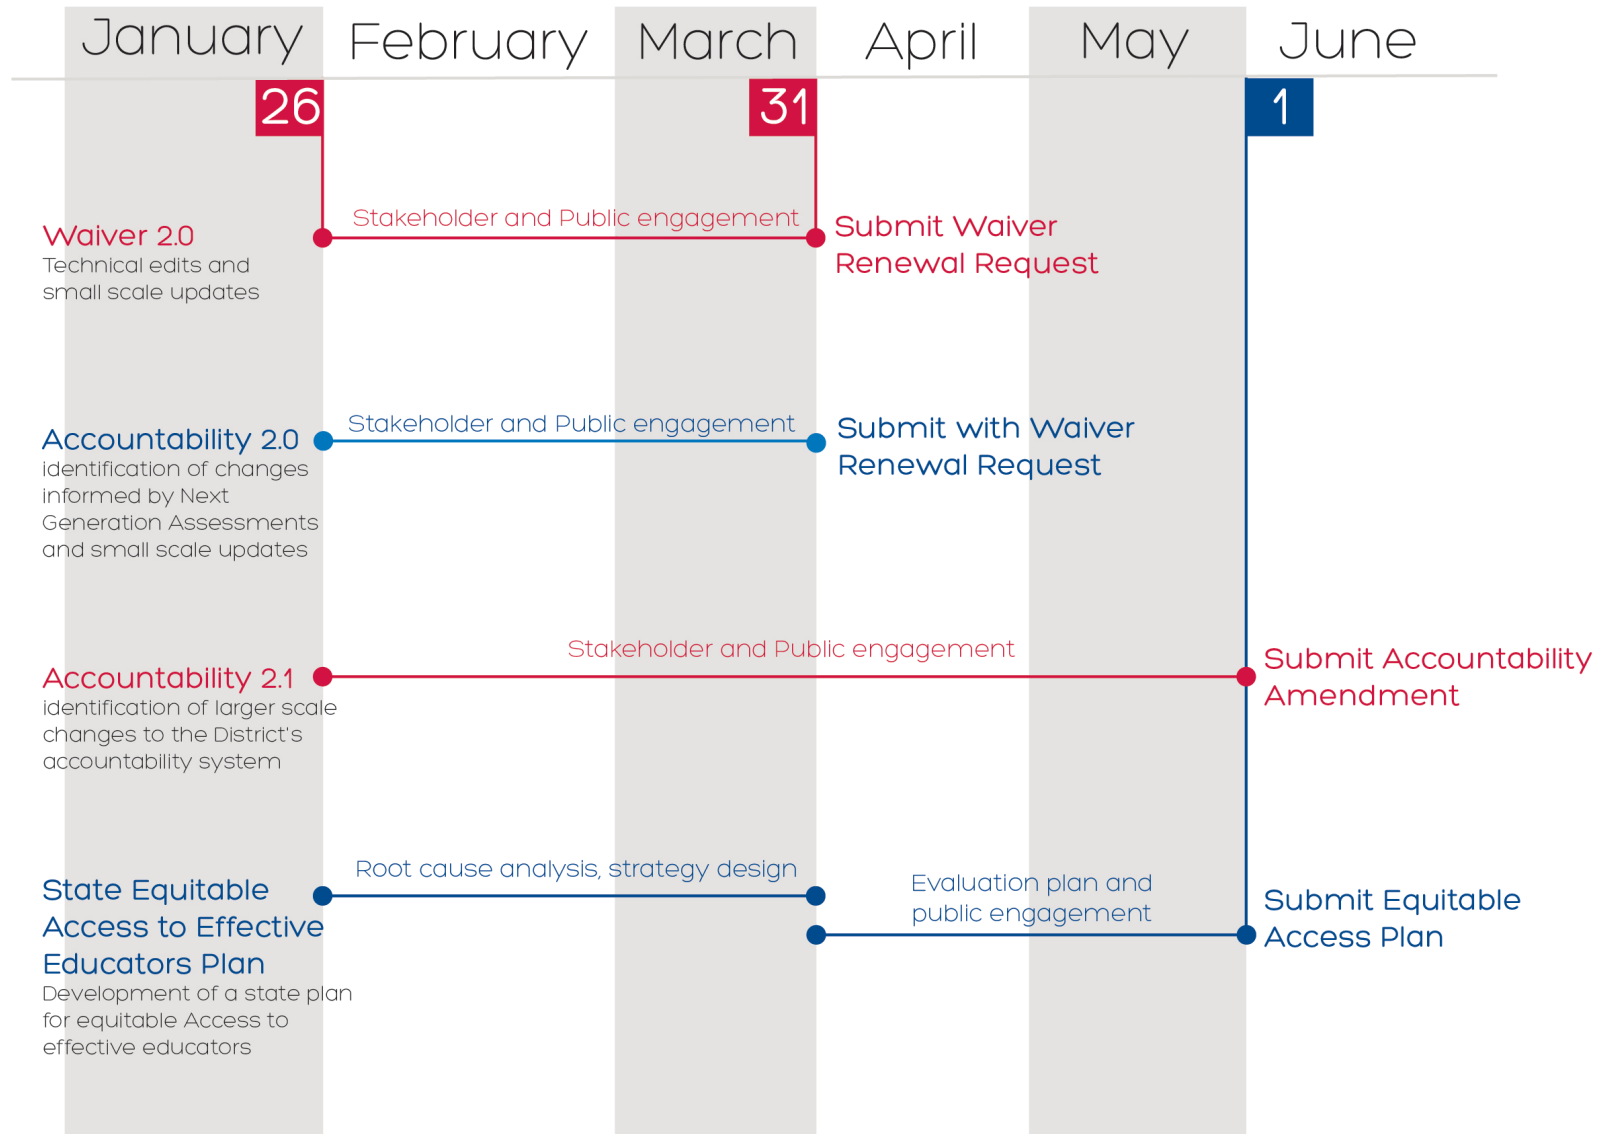 January February March April May June
26 31 1
Stakeholder and Public engagement
Waiver 2.0
Technical edits and
small scale updates
Submit Waiver
Renewal Request
Stakeholder and Public engagement
Accountability 2.0
identification of changes
informed by Next
Generation Assessments
and small scale updates
Submit with Waiver
Renewal Request
Stakeholder and Public engagement
Accountability 2.1
identification of larger scale
changes to the District's
accountability system
Submit Accountability
Amendment
Root cause analysis, strategy design
State Equitable
Access to Effective
Educators Plan
Development of a state plan
for equitable Access to
effective educators
Evaluation plan and
public engagement
Submit Equitable
Access Plan